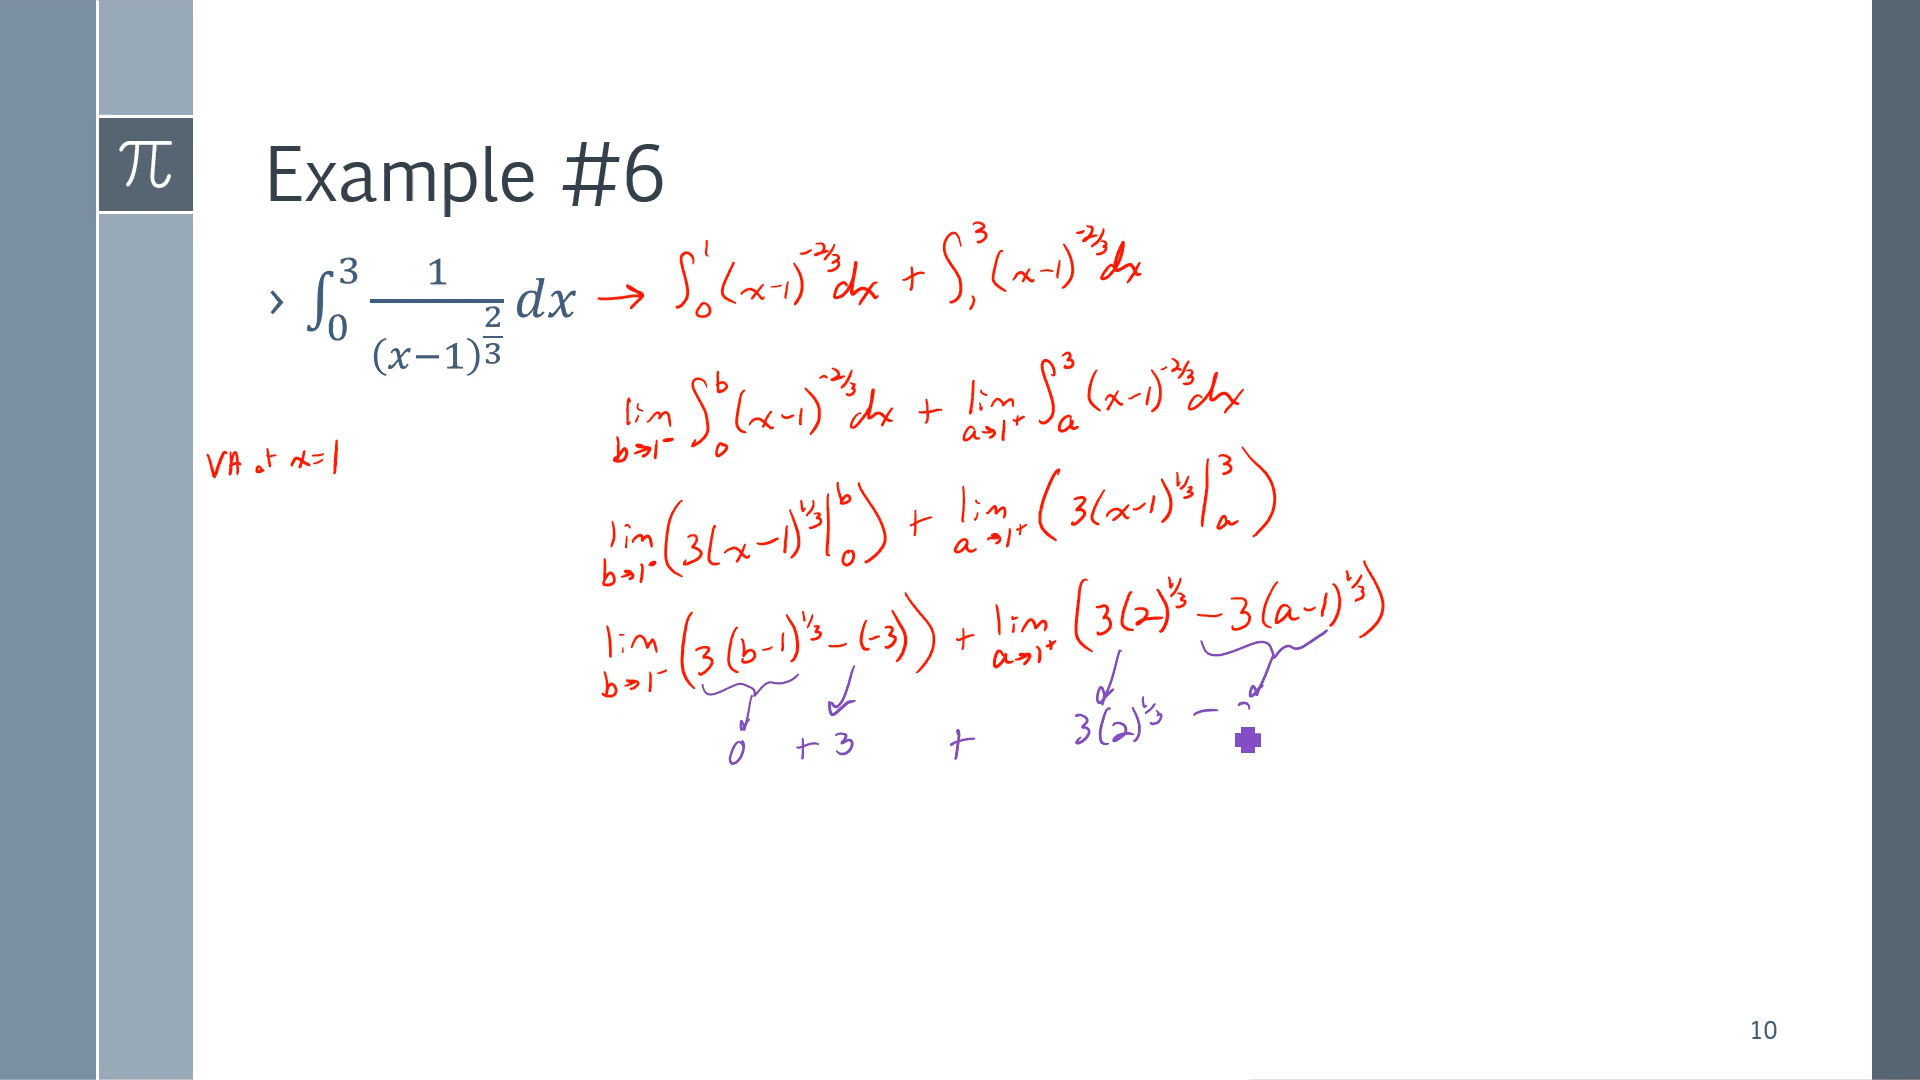 π
Example #6
› ∫₀³ 1/(x−1)^(2/3) dx → ∫₀¹ (x-1)^(-2/3) dx + ∫₁³ (x-1)^(-2/3) dx
lim b→1⁻ ∫₀ᵇ (x-1)^(-2/3) dx + lim a→1⁺ ∫ₐ³ (x-1)^(-2/3) dx
VA at x=1
lim b→1⁻ (3(x-1)^(1/3) |₀ᵇ) + lim a→1⁺ (3(x-1)^(1/3) |ₐ³)
lim b→1⁻ (3(b-1)^(1/3) - (-3)) + lim a→1⁺ (3(2)^(1/3) - 3(a-1)^(1/3))
0 + 3 + 3(2)^(1/3) -
10